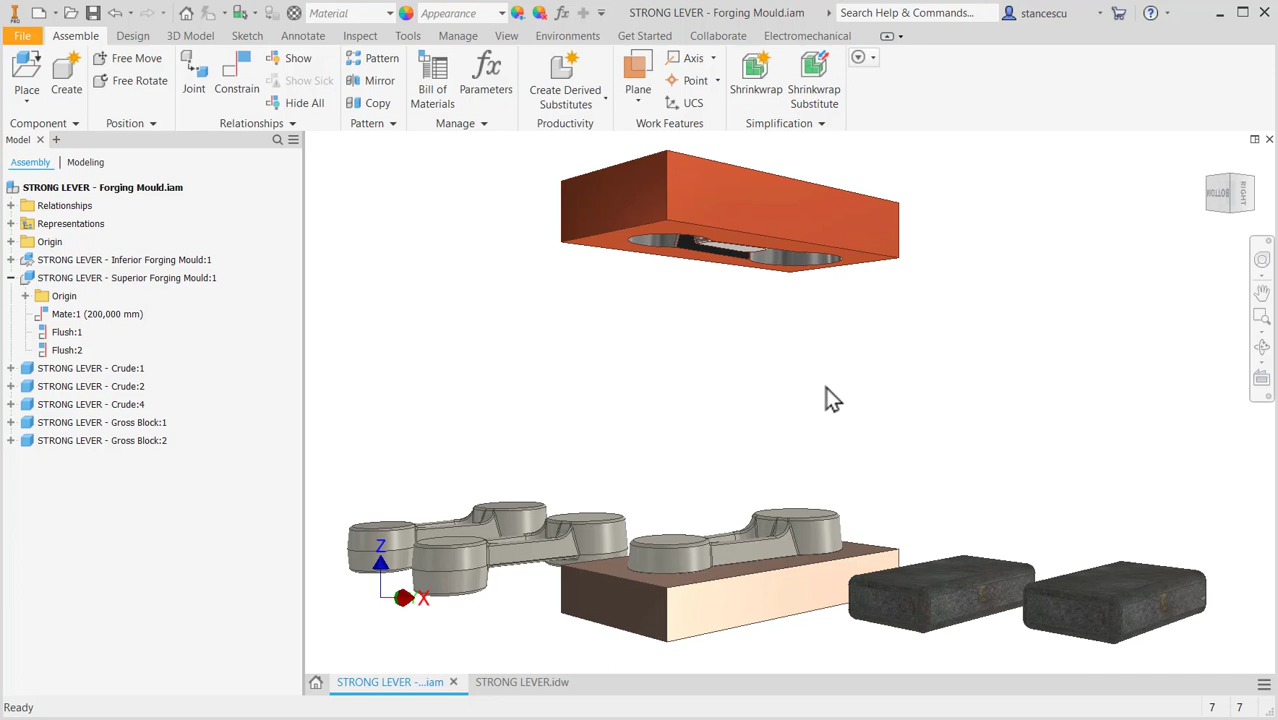 PRO
Material
Appearance
STRONG LEVER - Forging Mould.iam
Search Help & Commands...
stancescu
File
Assemble
Design
3D Model
Sketch
Annotate
Inspect
Tools
Manage
View
Environments
Get Started
Collaborate
Electromechanical
Place
Create
Free Move
Free Rotate
Component
Position
Joint
Constrain
Show
Show Sick
Hide All
Relationships
Pattern
Mirror
Copy
Pattern
Bill of Materials
fx
Parameters
Manage
Create Derived Substitutes
Productivity
Plane
Axis
Point
UCS
Work Features
Shrinkwrap
Shrinkwrap Substitute
Simplification
Model
Assembly
Modeling
STRONG LEVER - Forging Mould.iam
Relationships
Representations
Origin
STRONG LEVER - Inferior Forging Mould:1
STRONG LEVER - Superior Forging Mould:1
Origin
Mate:1 (200,000 mm)
Flush:1
Flush:2
STRONG LEVER - Crude:1
STRONG LEVER - Crude:2
STRONG LEVER - Crude:4
STRONG LEVER - Gross Block:1
STRONG LEVER - Gross Block:2
BOTTOM
RIGHT
Z
X
STRONG LEVER -...iam
STRONG LEVER.idw
Ready
7 7